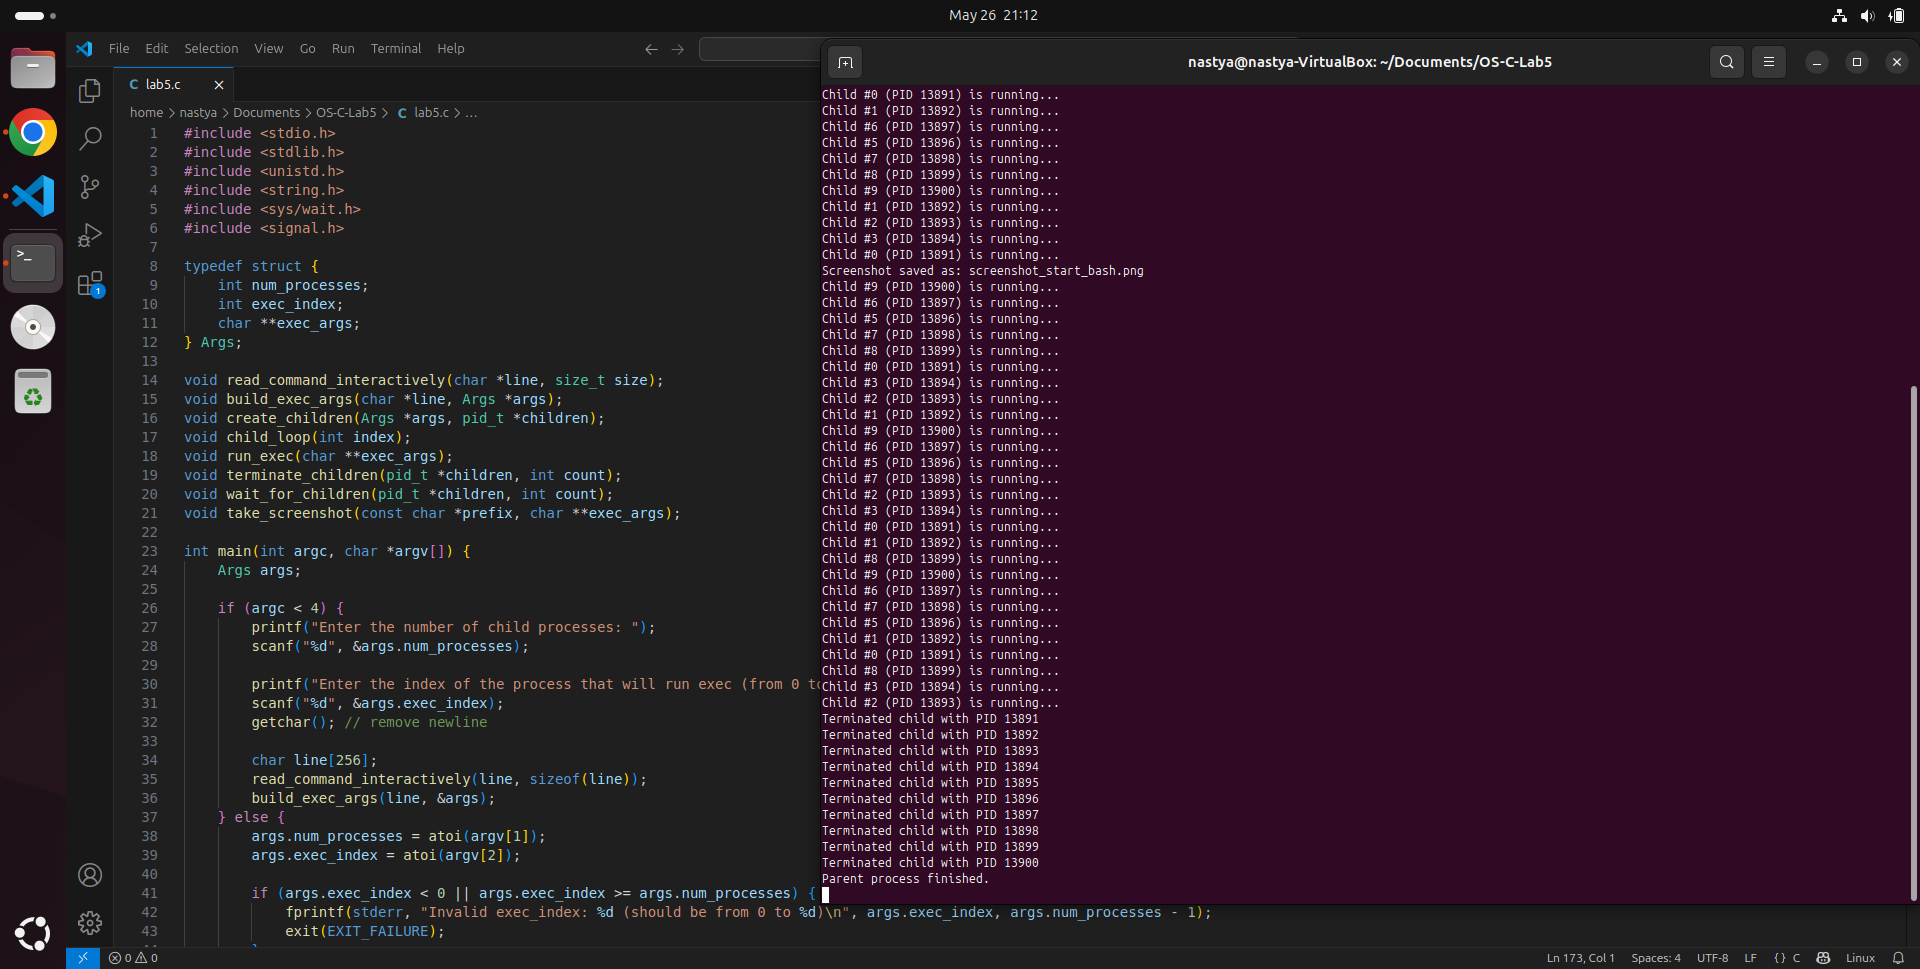 May 26 21:12
File Edit Selection View Go Run Terminal Help
lab5.c
home > nastya > Documents > OS-C-Lab5 > C lab5.c > ...
1 #include <stdio.h>
2 #include <stdlib.h>
3 #include <unistd.h>
4 #include <string.h>
5 #include <sys/wait.h>
6 #include <signal.h>
7
8 typedef struct {
9 int num_processes;
10 int exec_index;
11 char **exec_args;
12 } Args;
13
14 void read_command_interactively(char *line, size_t size);
15 void build_exec_args(char *line, Args *args);
16 void create_children(Args *args, pid_t *children);
17 void child_loop(int index);
18 void run_exec(char **exec_args);
19 void terminate_children(pid_t *children, int count);
20 void wait_for_children(pid_t *children, int count);
21 void take_screenshot(const char *prefix, char **exec_args);
22
23 int main(int argc, char *argv[]) {
24 Args args;
25
26 if (argc < 4) {
27 printf("Enter the number of child processes: ");
28 scanf("%d", &args.num_processes);
29
30 printf("Enter the index of the process that will run exec (from 0 to
31 scanf("%d", &args.exec_index);
32 getchar(); // remove newline
33
34 char line[256];
35 read_command_interactively(line, sizeof(line));
36 build_exec_args(line, &args);
37 } else {
38 args.num_processes = atoi(argv[1]);
39 args.exec_index = atoi(argv[2]);
40
41 if (args.exec_index < 0 || args.exec_index >= args.num_processes) {
42 fprintf(stderr, "Invalid exec_index: %d (should be from 0 to %d)\n", args.exec_index, args.num_processes - 1);
43 exit(EXIT_FAILURE);
nastya@nastya-VirtualBox: ~/Documents/OS-C-Lab5
Child #0 (PID 13891) is running...
Child #1 (PID 13892) is running...
Child #6 (PID 13897) is running...
Child #5 (PID 13896) is running...
Child #7 (PID 13898) is running...
Child #8 (PID 13899) is running...
Child #9 (PID 13900) is running...
Child #1 (PID 13892) is running...
Child #2 (PID 13893) is running...
Child #3 (PID 13894) is running...
Child #0 (PID 13891) is running...
Screenshot saved as: screenshot_start_bash.png
Child #9 (PID 13900) is running...
Child #6 (PID 13897) is running...
Child #5 (PID 13896) is running...
Child #7 (PID 13898) is running...
Child #8 (PID 13899) is running...
Child #0 (PID 13891) is running...
Child #3 (PID 13894) is running...
Child #2 (PID 13893) is running...
Child #1 (PID 13892) is running...
Child #9 (PID 13900) is running...
Child #6 (PID 13897) is running...
Child #5 (PID 13896) is running...
Child #7 (PID 13898) is running...
Child #2 (PID 13893) is running...
Child #3 (PID 13894) is running...
Child #0 (PID 13891) is running...
Child #1 (PID 13892) is running...
Child #8 (PID 13899) is running...
Child #9 (PID 13900) is running...
Child #6 (PID 13897) is running...
Child #7 (PID 13898) is running...
Child #5 (PID 13896) is running...
Child #1 (PID 13892) is running...
Child #0 (PID 13891) is running...
Child #8 (PID 13899) is running...
Child #3 (PID 13894) is running...
Child #2 (PID 13893) is running...
Terminated child with PID 13891
Terminated child with PID 13892
Terminated child with PID 13893
Terminated child with PID 13894
Terminated child with PID 13895
Terminated child with PID 13896
Terminated child with PID 13897
Terminated child with PID 13898
Terminated child with PID 13899
Terminated child with PID 13900
Parent process finished.
1
0 0
Ln 173, Col 1 Spaces: 4 UTF-8 LF {} C Linux